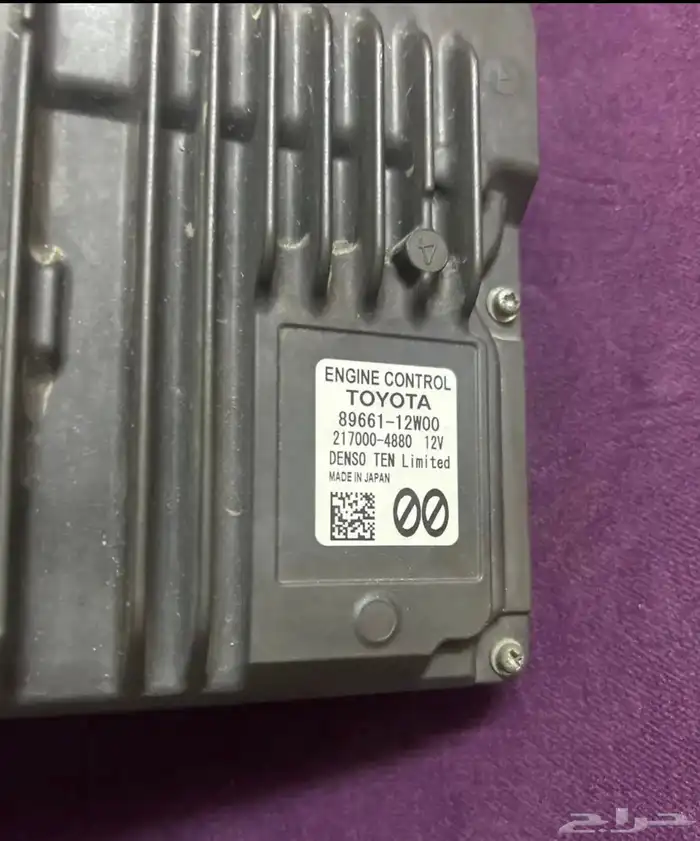 ENGINE CONTROL
TOYOTA
89661-12W00
217000-4880 12V
DENSO TEN Limited
MADE IN JAPAN
00
حراج